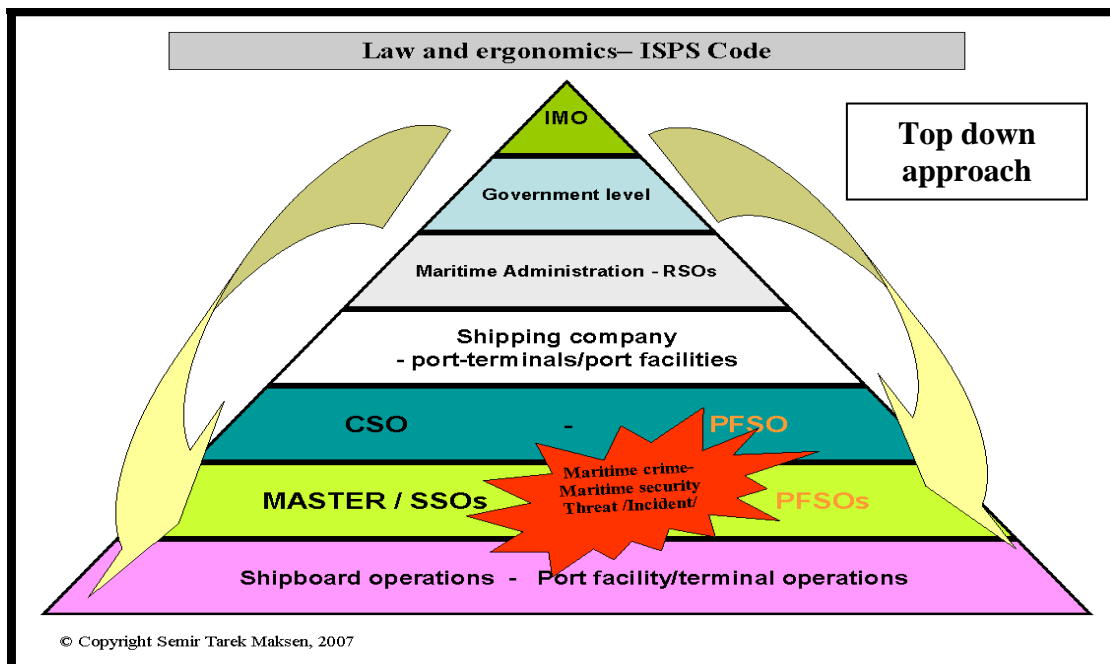 Law and ergonomics– ISPS Code
IMO
Top down
approach
Government level
Maritime Administration - RSOs
Shipping company
- port-terminals/port facilities
CSO - PFSO
Maritime crime-
Maritime security
Threat /Incident/
MASTER / SSOs PFSOs
Shipboard operations - Port facility/terminal operations
© Copyright Semir Tarek Maksen, 2007